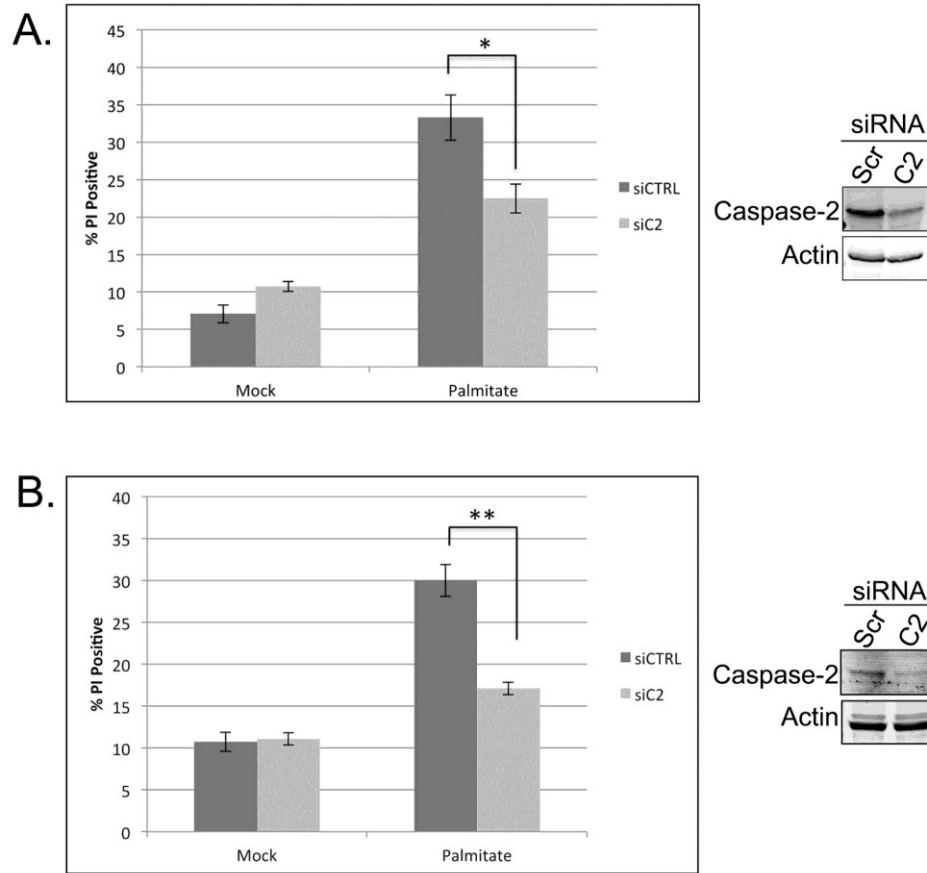 A.
45
40
35
30
25
20
15
10
5
0
% PI Positive
*
Mock
Palmitate
siCTRL
siC2
siRNA
Scr C2
Caspase-2
Actin
B.
40
35
30
25
20
15
10
5
0
% PI Positive
**
Mock
Palmitate
siCTRL
siC2
siRNA
Scr C2
Caspase-2
Actin